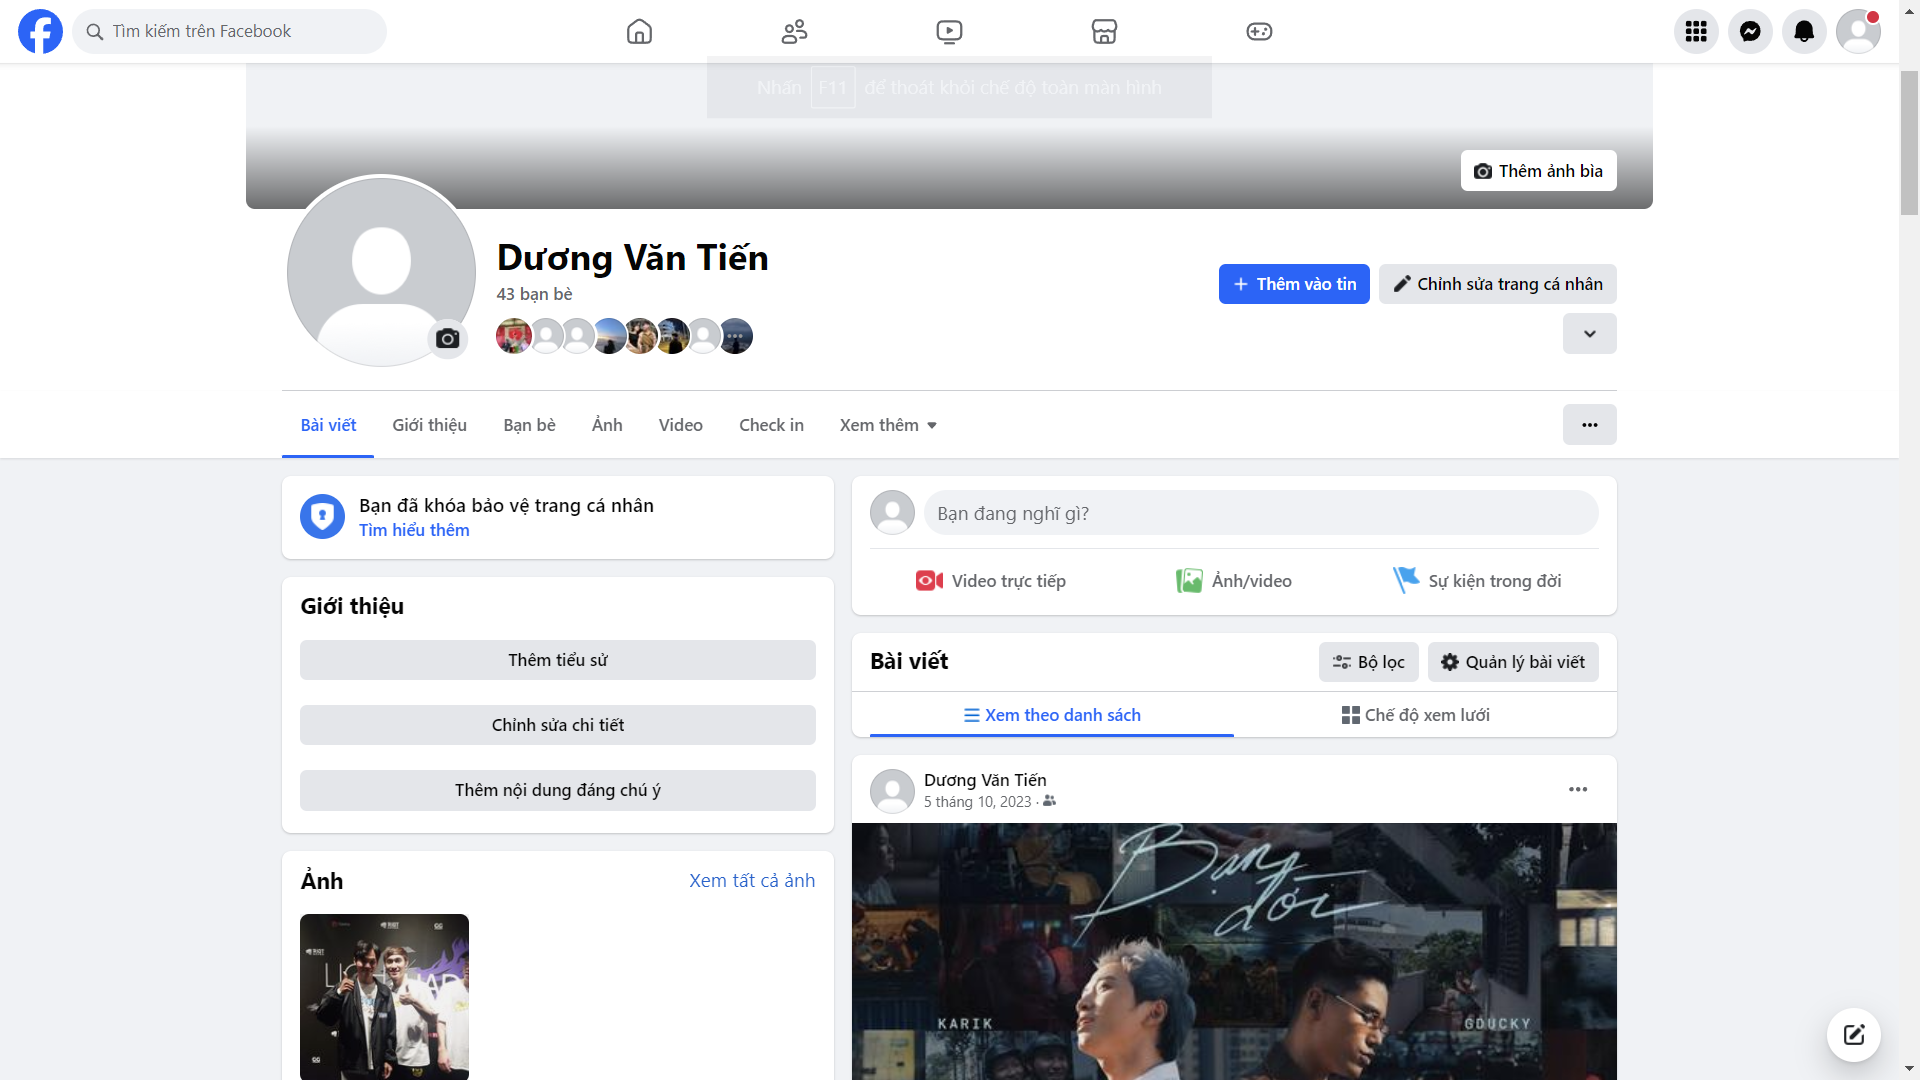 Tìm kiếm trên Facebook
Nhấn F11 để thoát khỏi chế độ toàn màn hình
Thêm ảnh bìa
Dương Văn Tiến
43 bạn bè
Thêm vào tin
Chỉnh sửa trang cá nhân
Bài viết
Giới thiệu
Bạn bè
Ảnh
Video
Check in
Xem thêm
Bạn đã khóa bảo vệ trang cá nhân
Tìm hiểu thêm
Giới thiệu
Thêm tiểu sử
Chỉnh sửa chi tiết
Thêm nội dung đáng chú ý
Ảnh
Xem tất cả ảnh
Bạn đang nghĩ gì?
Video trực tiếp
Ảnh/video
Sự kiện trong đời
Bài viết
Bộ lọc
Quản lý bài viết
Xem theo danh sách
Chế độ xem lưới
Dương Văn Tiến
5 tháng 10, 2023 ·
Bạn đời
KARIK
GDUCKY